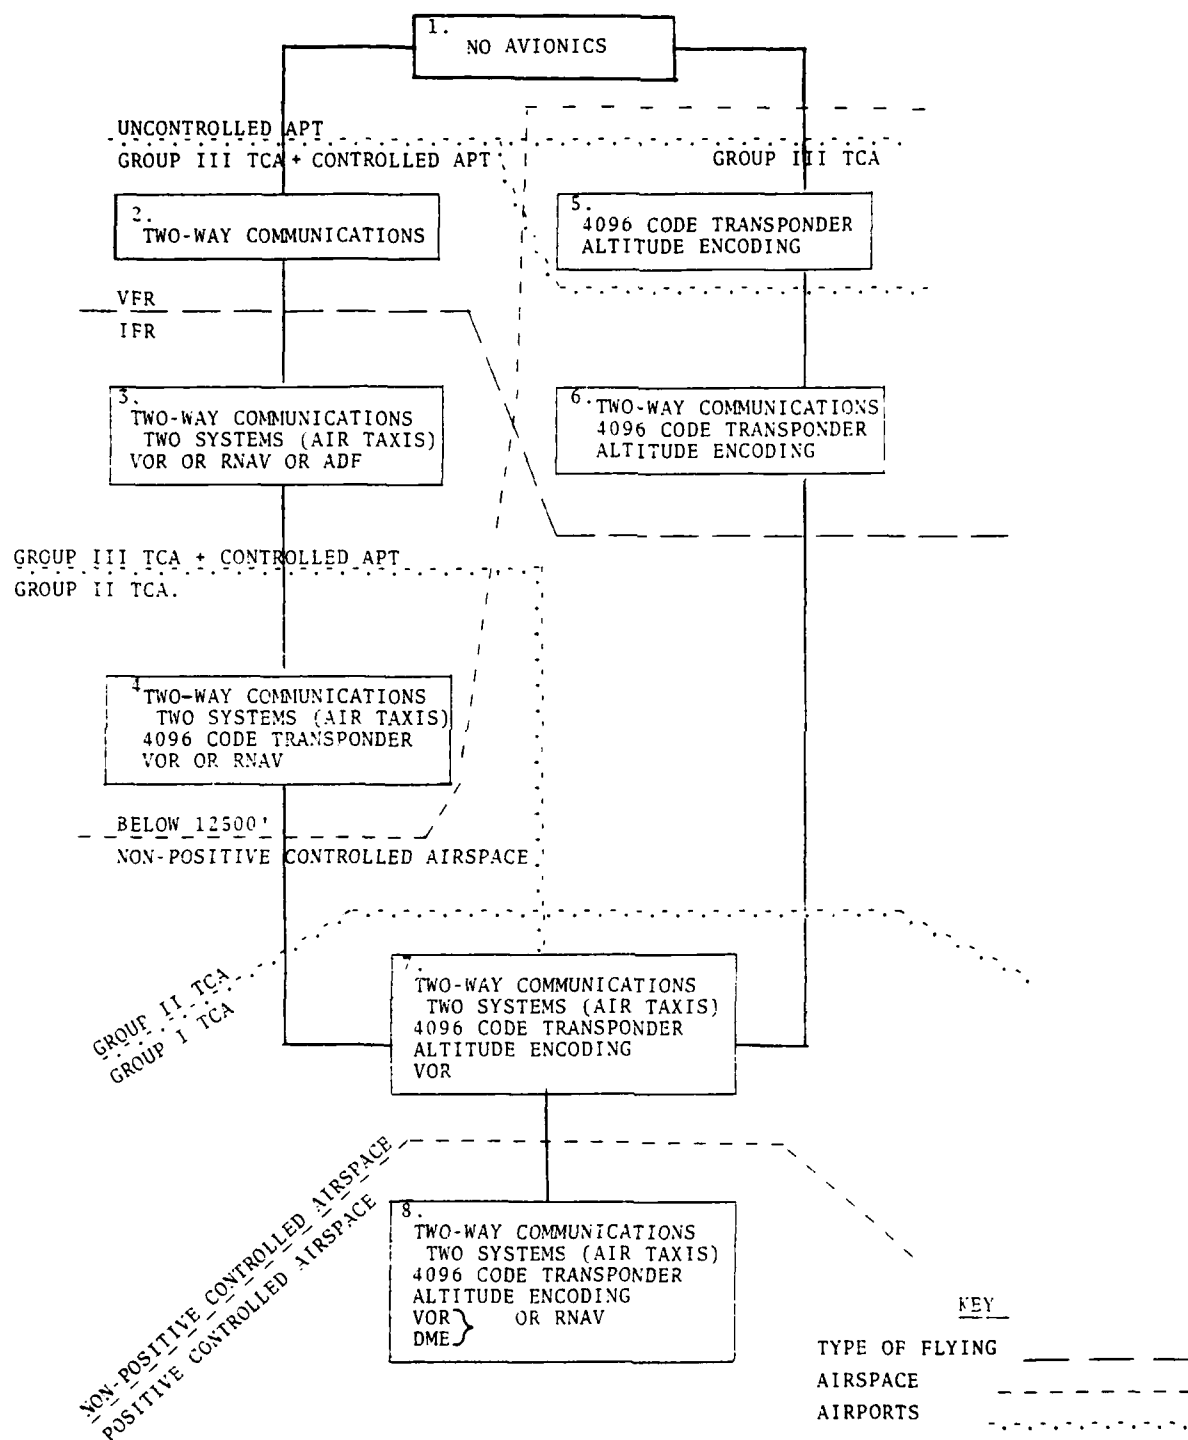 1.
NO AVIONICS
UNCONTROLLED APT
GROUP III TCA + CONTROLLED APT
GROUP III TCA
2.
TWO-WAY COMMUNICATIONS
5.
4096 CODE TRANSPONDER
ALTITUDE ENCODING
VFR
IFR
3.
TWO-WAY COMMUNICATIONS
TWO SYSTEMS (AIR TAXIS)
VOR OR RNAV OR ADF
6. TWO-WAY COMMUNICATIONS
4096 CODE TRANSPONDER
ALTITUDE ENCODING
GROUP III TCA + CONTROLLED APT
GROUP II TCA.
4 TWO-WAY COMMUNICATIONS
TWO SYSTEMS (AIR TAXIS)
4096 CODE TRANSPONDER
VOR OR RNAV
BELOW 12500'
NON-POSITIVE CONTROLLED AIRSPACE
GROUP II TCA
GROUP I TCA
7.
TWO-WAY COMMUNICATIONS
TWO SYSTEMS (AIR TAXIS)
4096 CODE TRANSPONDER
ALTITUDE ENCODING
VOR
NON-POSITIVE CONTROLLED AIRSPACE
POSITIVE CONTROLLED AIRSPACE
8.
TWO-WAY COMMUNICATIONS
TWO SYSTEMS (AIR TAXIS)
4096 CODE TRANSPONDER
ALTITUDE ENCODING
VOR } OR RNAV
DME
KEY
TYPE OF FLYING
AIRSPACE
AIRPORTS